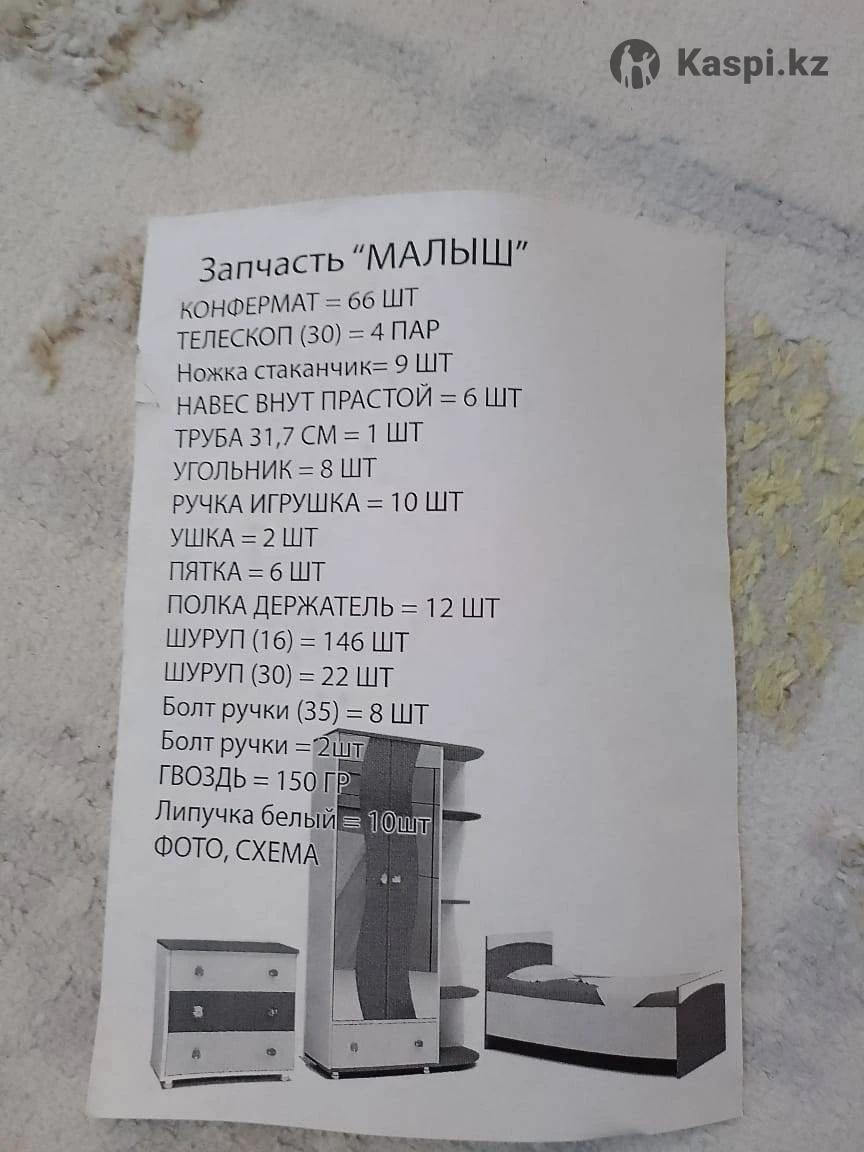 Kaspi.kz
Запчасть “МАЛЫШ”
КОНФЕРМАТ = 66 ШТ
ТЕЛЕСКОП (30) = 4 ПАР
Ножка стаканчик= 9 ШТ
НАВЕС ВНУТ ПРАСТОЙ = 6 ШТ
ТРУБА 31,7 СМ = 1 ШТ
УГОЛЬНИК = 8 ШТ
РУЧКА ИГРУШКА = 10 ШТ
УШКА = 2 ШТ
ПЯТКА = 6 ШТ
ПОЛКА ДЕРЖАТЕЛЬ = 12 ШТ
ШУРУП (16) = 146 ШТ
ШУРУП (30) = 22 ШТ
Болт ручки (35) = 8 ШТ
Болт ручки = 2шт
ГВОЗДЬ = 150 ГР
Липучка белый = 10шт
ФОТО, СХЕМА